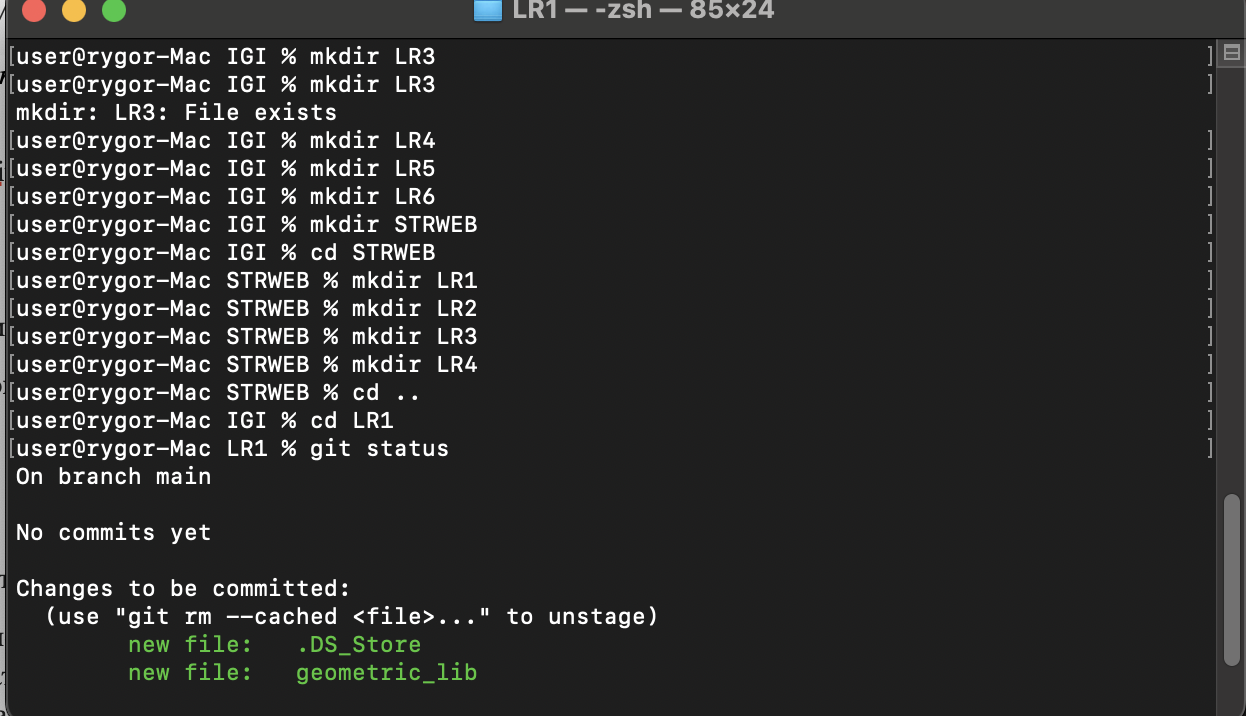 LR1 — -zsh — 85×24
[user@rygor-Mac IGI % mkdir LR3 ]
[user@rygor-Mac IGI % mkdir LR3 ]
mkdir: LR3: File exists
[user@rygor-Mac IGI % mkdir LR4 ]
[user@rygor-Mac IGI % mkdir LR5 ]
[user@rygor-Mac IGI % mkdir LR6 ]
[user@rygor-Mac IGI % mkdir STRWEB ]
[user@rygor-Mac IGI % cd STRWEB ]
[user@rygor-Mac STRWEB % mkdir LR1 ]
[user@rygor-Mac STRWEB % mkdir LR2 ]
[user@rygor-Mac STRWEB % mkdir LR3 ]
[user@rygor-Mac STRWEB % mkdir LR4 ]
[user@rygor-Mac STRWEB % cd .. ]
[user@rygor-Mac IGI % cd LR1 ]
[user@rygor-Mac LR1 % git status ]
On branch main
No commits yet
Changes to be committed:
(use "git rm --cached <file>..." to unstage)
new file: .DS_Store
new file: geometric_lib